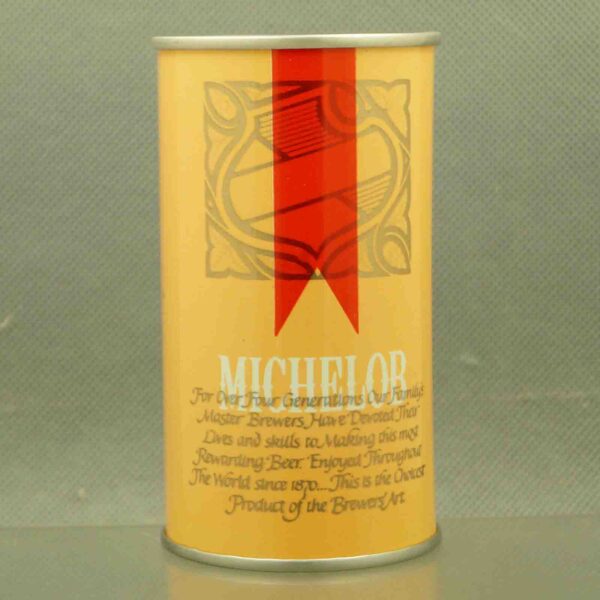 MICHELOB
For Over Four Generations Our Family's
Master Brewers Have Devoted Their
Lives and skills to Making this most
Rewarding Beer. Enjoyed Throughout
The World since 1870... This is the Choicest
Product of the Brewers' Art.